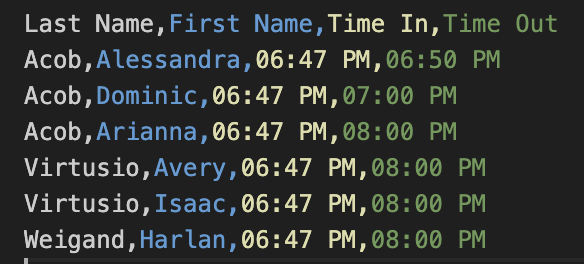 Last Name,First Name,Time In,Time Out
Acob,Alessandra,06:47 PM,06:50 PM
Acob,Dominic,06:47 PM,07:00 PM
Acob,Arianna,06:47 PM,08:00 PM
Virtusio,Avery,06:47 PM,08:00 PM
Virtusio,Isaac,06:47 PM,08:00 PM
Weigand,Harlan,06:47 PM,08:00 PM